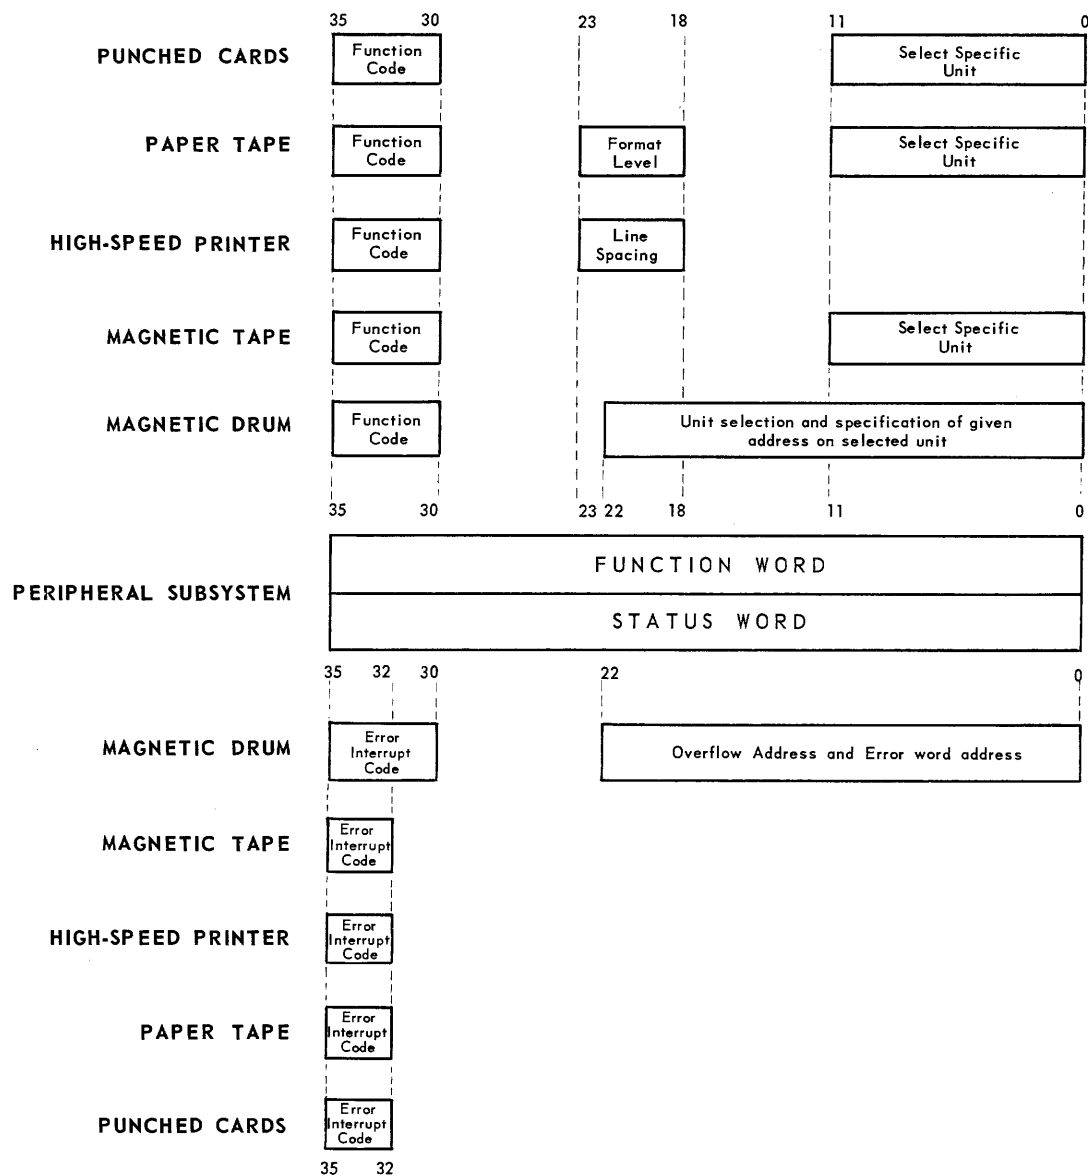 35 30 23 18 11 0
PUNCHED CARDS
Function
Code
Select Specific
Unit
PAPER TAPE
Function
Code
Format
Level
Select Specific
Unit
HIGH-SPEED PRINTER
Function
Code
Line
Spacing
MAGNETIC TAPE
Function
Code
Select Specific
Unit
MAGNETIC DRUM
Function
Code
Unit selection and specification of given
address on selected unit
35 30 23 22 18 11 0
PERIPHERAL SUBSYSTEM
FUNCTION WORD
STATUS WORD
35 32 30 22 0
MAGNETIC DRUM
Error
Interrupt
Code
Overflow Address and Error word address
MAGNETIC TAPE
Error
Interrupt
Code
HIGH-SPEED PRINTER
Error
Interrupt
Code
PAPER TAPE
Error
Interrupt
Code
PUNCHED CARDS
Error
Interrupt
Code
35 32